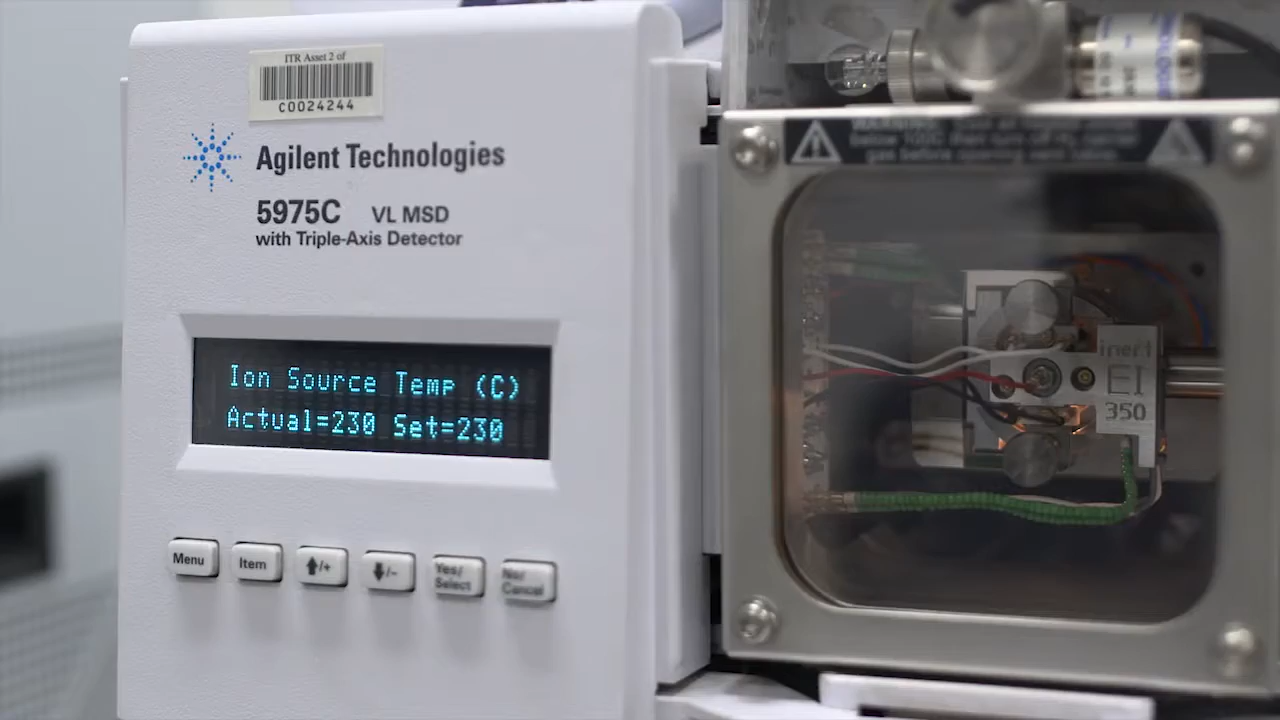 ITR Asset 2 of
C0024244
Agilent Technologies
5975C VL MSD
with Triple-Axis Detector
Ion Source Temp (C)
Actual=230 Set=230
Menu
Item
⬆/+
⬇/-
Yes/
Select
No/
Cancel
inert
EI
350